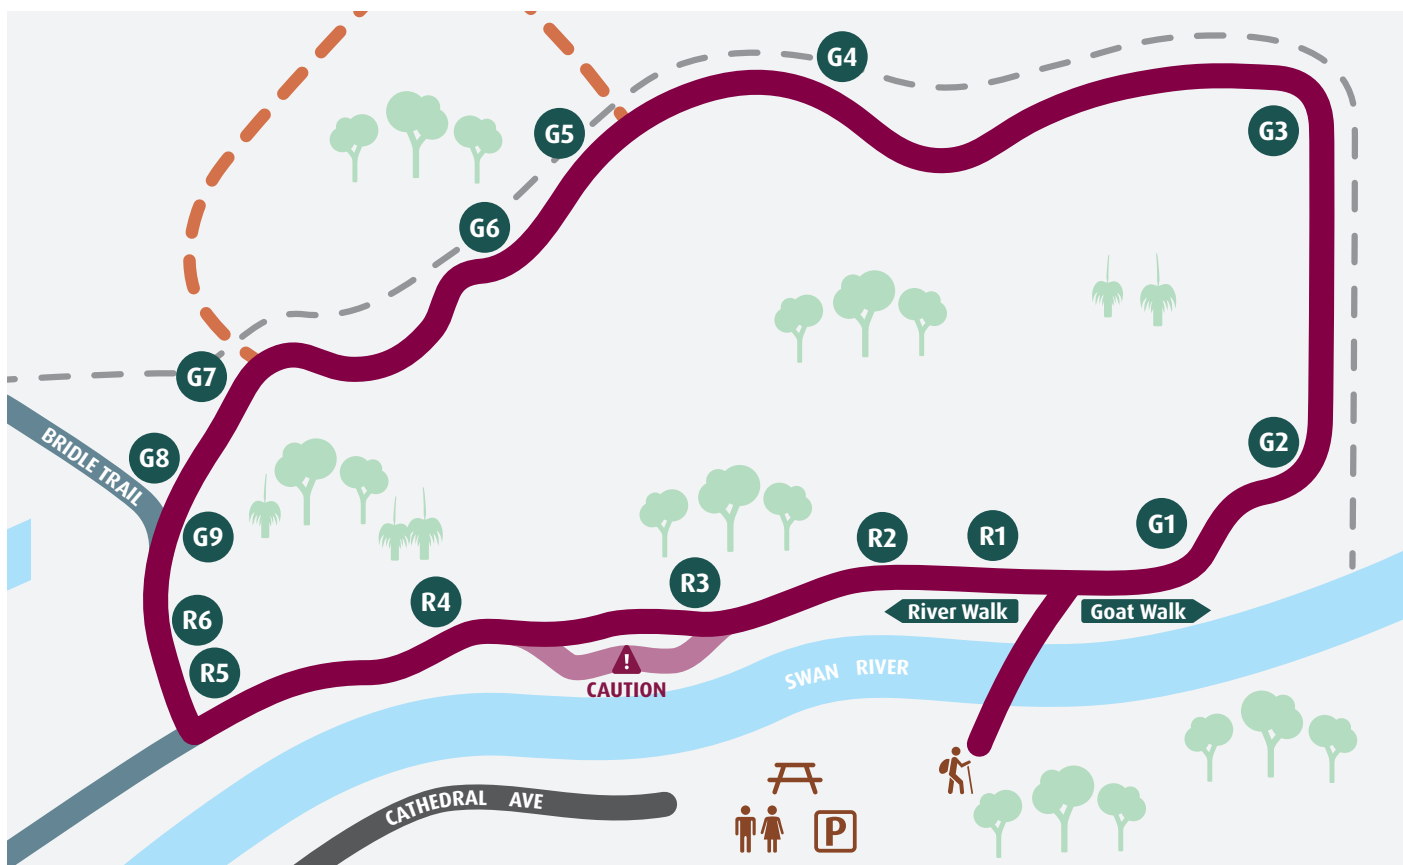 G4
G3
G5
G6
G7
G2
BRIDLE TRAIL
G8
G1
G9
R2
R1
R3
R4
River Walk
Goat Walk
R6
R5
!
CAUTION
SWAN RIVER
CATHEDRAL AVE
P